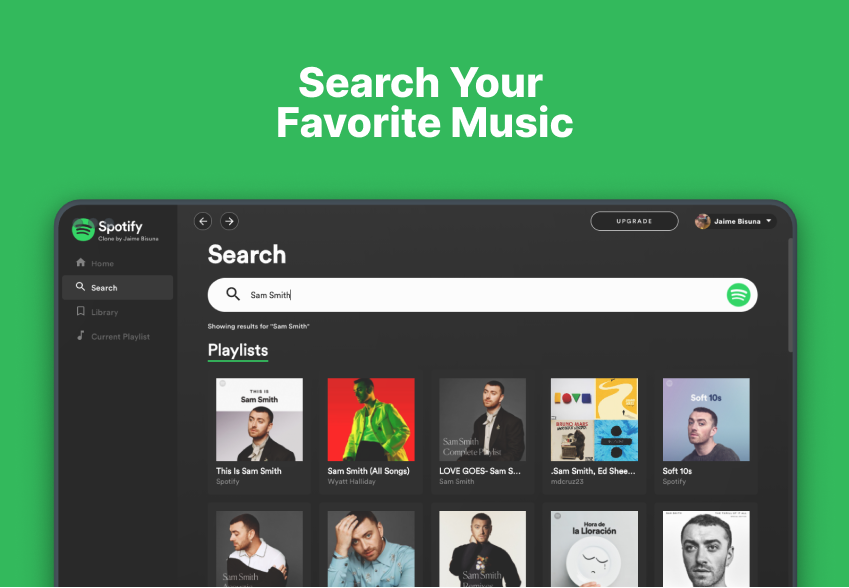 Search Your
Favorite Music
Spotify
Clone by Jaime Bisuna
Home
Search
Library
Current Playlist
UPGRADE
Jaime Bisuna
Search
Sam Smith
Showing results for "Sam Smith"
Playlists
THIS IS
Sam Smith
This Is Sam Smith
Spotify
Sam Smith (All Songs)
Wyatt Halliday
Sam Smith
Complete Playlist
LOVE GOES- Sam S...
Sam Smith
LOVE
BRUNO MARS
.Sam Smith, Ed Shee...
mdcruz23
Soft 10s
Soft 10s
Spotify
Sam Smith
Sam Smith
Hora de
la Lloración